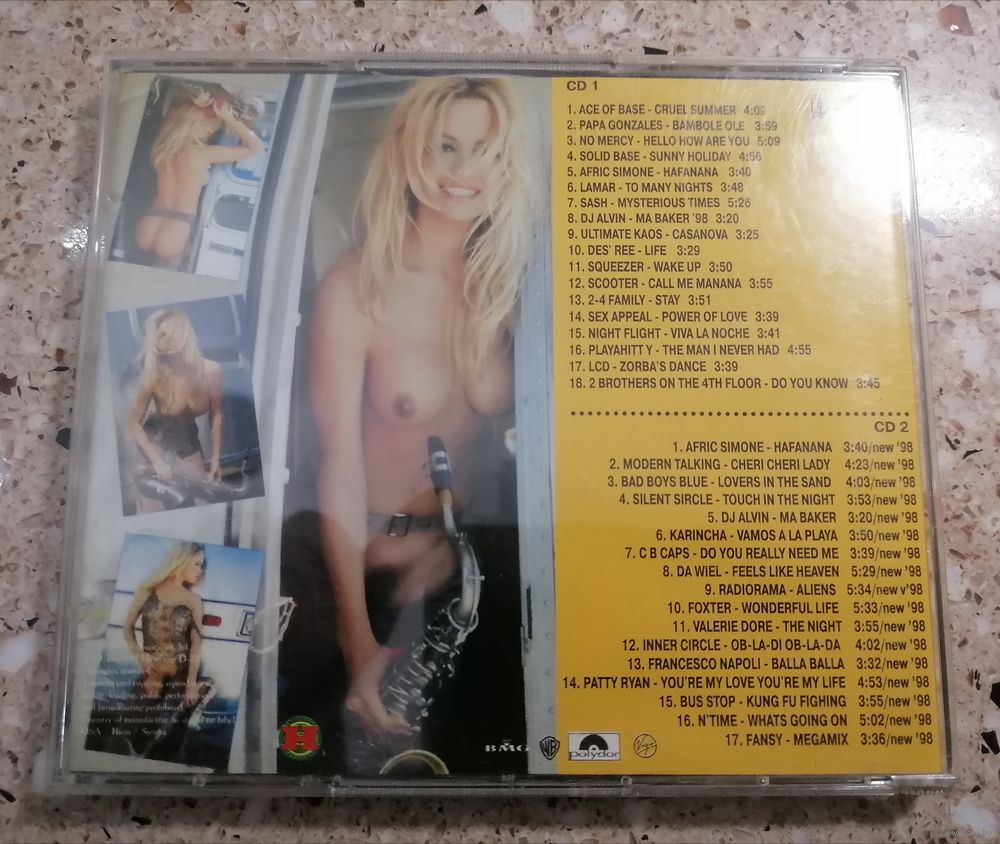 CD 1
1. ACE OF BASE - CRUEL SUMMER 4:09
2. PAPA GONZALES - BAMBOLE OLE 3:59
3. NO MERCY - HELLO HOW ARE YOU 5:09
4. SOLID BASE - SUNNY HOLIDAY 4:56
5. AFRIC SIMONE - HAFANANA 3:40
6. LAMAR - TO MANY NIGHTS 3:48
7. SASH - MYSTERIOUS TIMES 5:26
8. DJ ALVIN - MA BAKER '98 3:20
9. ULTIMATE KAOS - CASANOVA 3:25
10. DES' REE - LIFE 3:29
11. SQUEEZER - WAKE UP 3:50
12. SCOOTER - CALL ME MANANA 3:55
13. 2-4 FAMILY - STAY 3:51
14. SEX APPEAL - POWER OF LOVE 3:39
15. NIGHT FLIGHT - VIVA LA NOCHE 3:41
16. PLAYAHITT Y - THE MAN I NEVER HAD 4:55
17. LCD - ZORBA'S DANCE 3:39
18. 2 BROTHERS ON THE 4TH FLOOR - DO YOU KNOW 3:45
CD 2
1. AFRIC SIMONE - HAFANANA 3:40/new '98
2. MODERN TALKING - CHERI CHERI LADY 4:23/new '98
3. BAD BOYS BLUE - LOVERS IN THE SAND 4:03/new '98
4. SILENT SIRCLE - TOUCH IN THE NIGHT 3:53/new '98
5. DJ ALVIN - MA BAKER 3:20/new '98
6. KARINCHA - VAMOS A LA PLAYA 3:50/new '98
7. C B CAPS - DO YOU REALLY NEED ME 3:39/new '98
8. DA WIEL - FEELS LIKE HEAVEN 5:29/new '98
9. RADIORAMA - ALIENS 5:34/new v'98
10. FOXTER - WONDERFUL LIFE 5:33/new '98
11. VALERIE DORE - THE NIGHT 3:55/new '98
12. INNER CIRCLE - OB-LA-DI OB-LA-DA 4:02/new '98
13. FRANCESCO NAPOLI - BALLA BALLA 3:32/new '98
14. PATTY RYAN - YOU'RE MY LOVE YOU'RE MY LIFE 4:53/new '98
15. BUS STOP - KUNG FU FIGHING 3:55/new '98
16. N'TIME - WHATS GOING ON 5:02/new '98
17. FANSY - MEGAMIX 3:36/new '98
copying,
public
and broadcasting prohibited
of manufacture as stated on label
H
BMG WB polydor Virgin